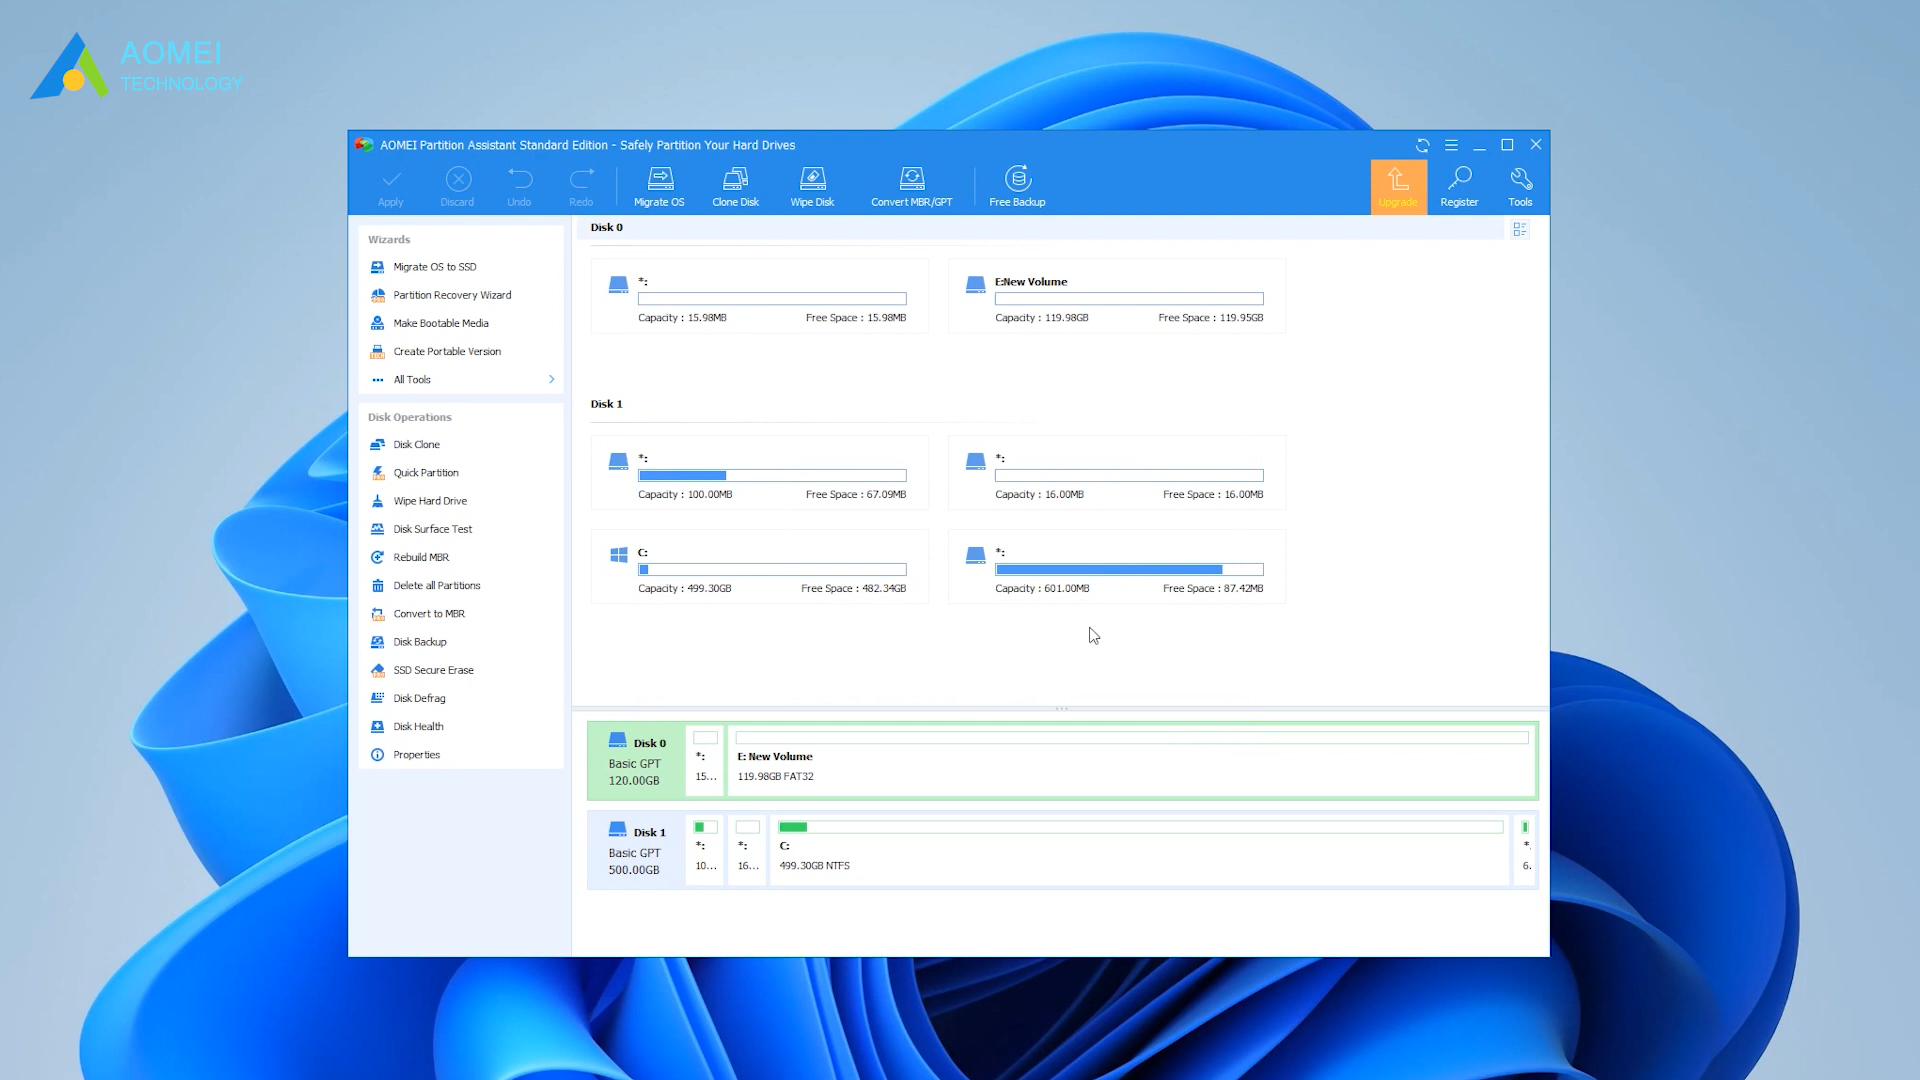 AOMEI
TECHNOLOGY
AOMEI Partition Assistant Standard Edition - Safely Partition Your Hard Drives
Apply
Discard
Undo
Redo
Migrate OS
Clone Disk
Wipe Disk
Convert MBR/GPT
Free Backup
Upgrade
Register
Tools
Wizards
Migrate OS to SSD
Partition Recovery Wizard
Make Bootable Media
Create Portable Version
All Tools
Disk Operations
Disk Clone
Quick Partition
Wipe Hard Drive
Disk Surface Test
Rebuild MBR
Delete all Partitions
Convert to MBR
Disk Backup
SSD Secure Erase
Disk Defrag
Disk Health
Properties
Disk 0
*:
Capacity : 15.98MB Free Space : 15.98MB
E:New Volume
Capacity : 119.98GB Free Space : 119.95GB
Disk 1
*:
Capacity : 100.00MB Free Space : 67.09MB
*:
Capacity : 16.00MB Free Space : 16.00MB
C:
Capacity : 499.30GB Free Space : 482.34GB
*:
Capacity : 601.00MB Free Space : 87.42MB
Disk 0
Basic GPT
120.00GB
*:
15...
E: New Volume
119.98GB FAT32
Disk 1
Basic GPT
500.00GB
*:
10...
*:
16...
C:
499.30GB NTFS
*.
6.